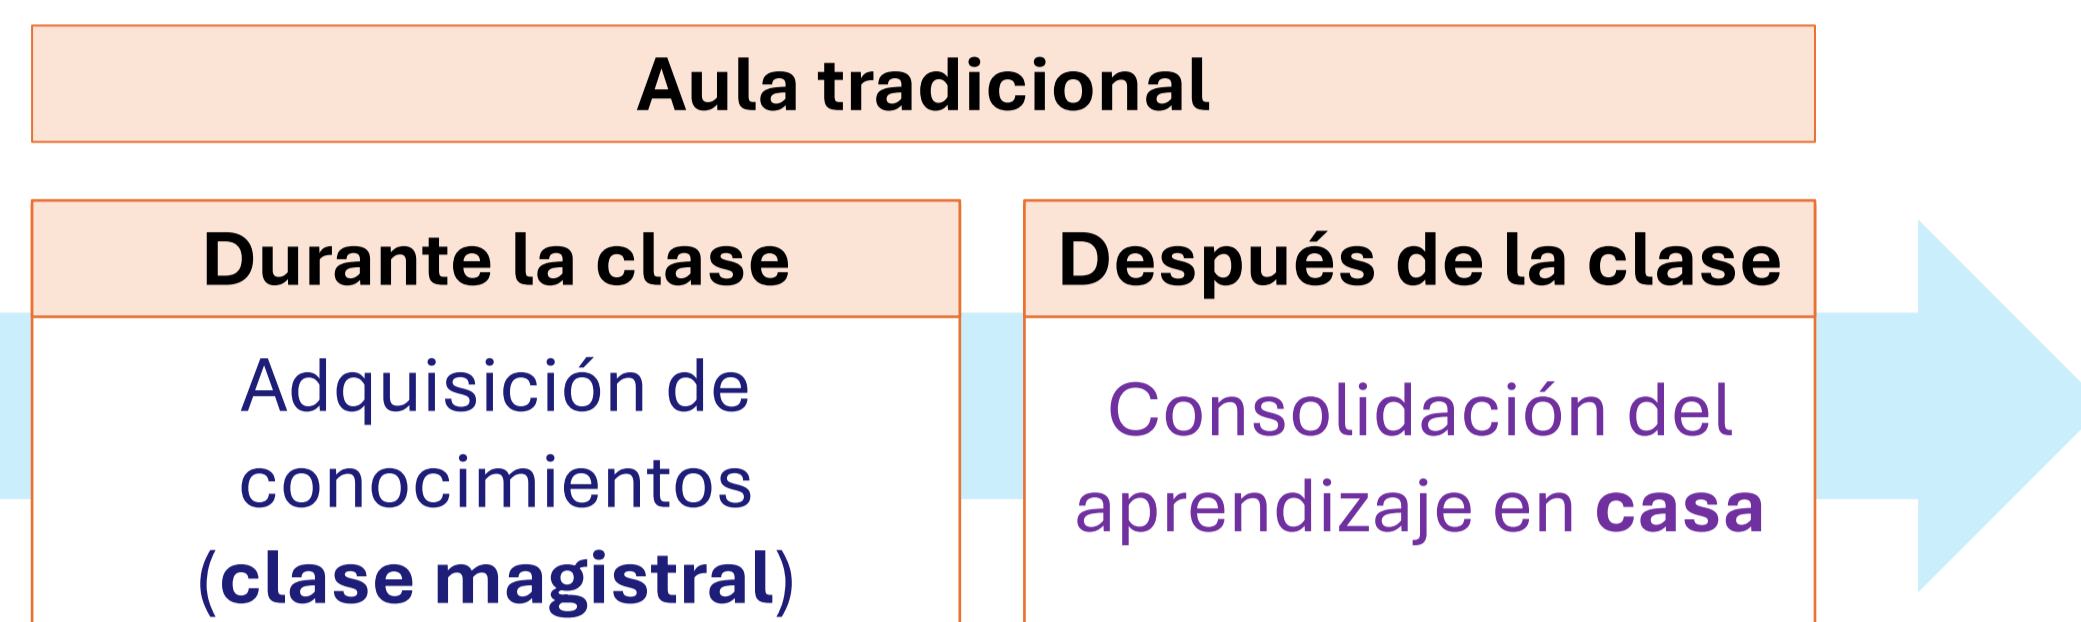 Aula tradicional
Durante la clase
Adquisición de
conocimientos
(clase magistral)
Después de la clase
Consolidación del
aprendizaje en casa